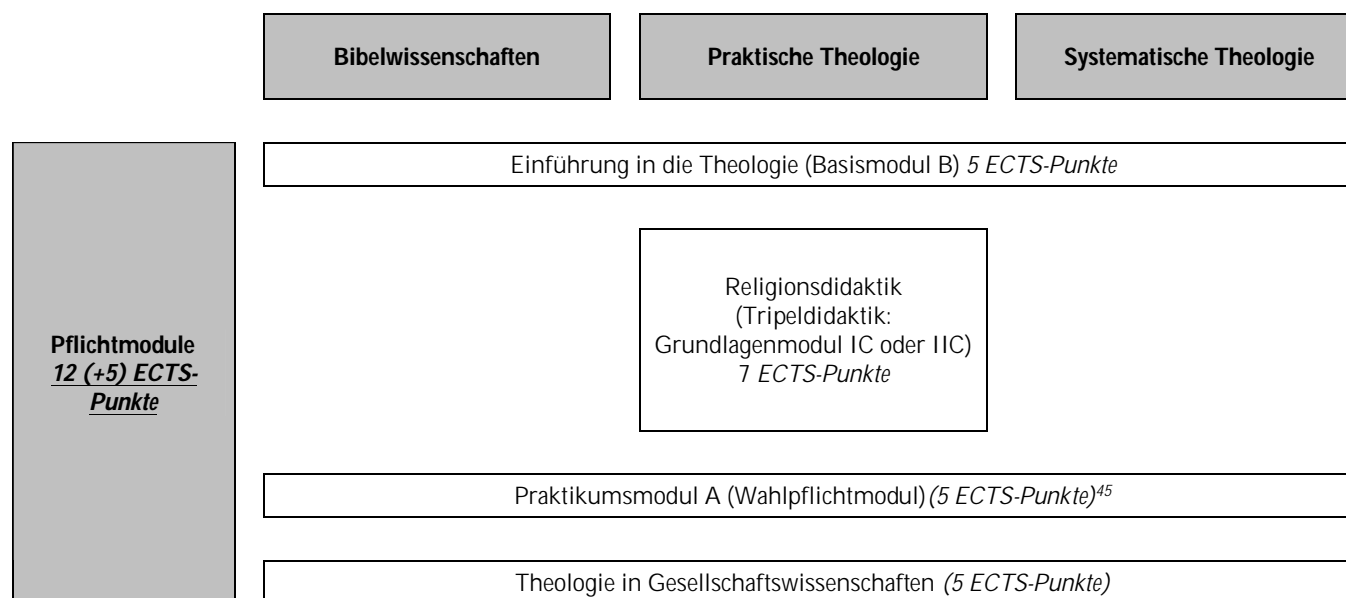 Bibelwissenschaften
Praktische Theologie
Systematische Theologie
Einführung in die Theologie (Basismodul B) 5 ECTS-Punkte
Religionsdidaktik
(Tripeldidaktik:
Grundlagenmodul IC oder IIC)
7 ECTS-Punkte
Pflichtmodule
12 (+5) ECTS-
Punkte
Praktikumsmodul A (Wahlpflichtmodul) (5 ECTS-Punkte)45
Theologie in Gesellschaftswissenschaften (5 ECTS-Punkte)